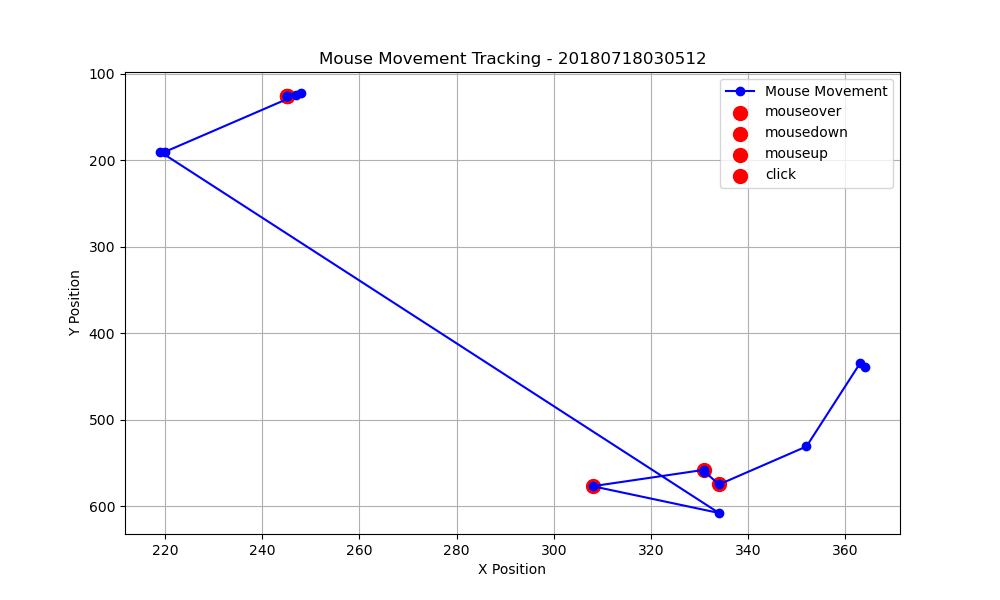 Mouse Movement Tracking - 20180718030512
100
200
300
400
500
600
Y Position
220
240
260
280
300
320
340
360
X Position
Mouse Movement
mouseover
mousedown
mouseup
click